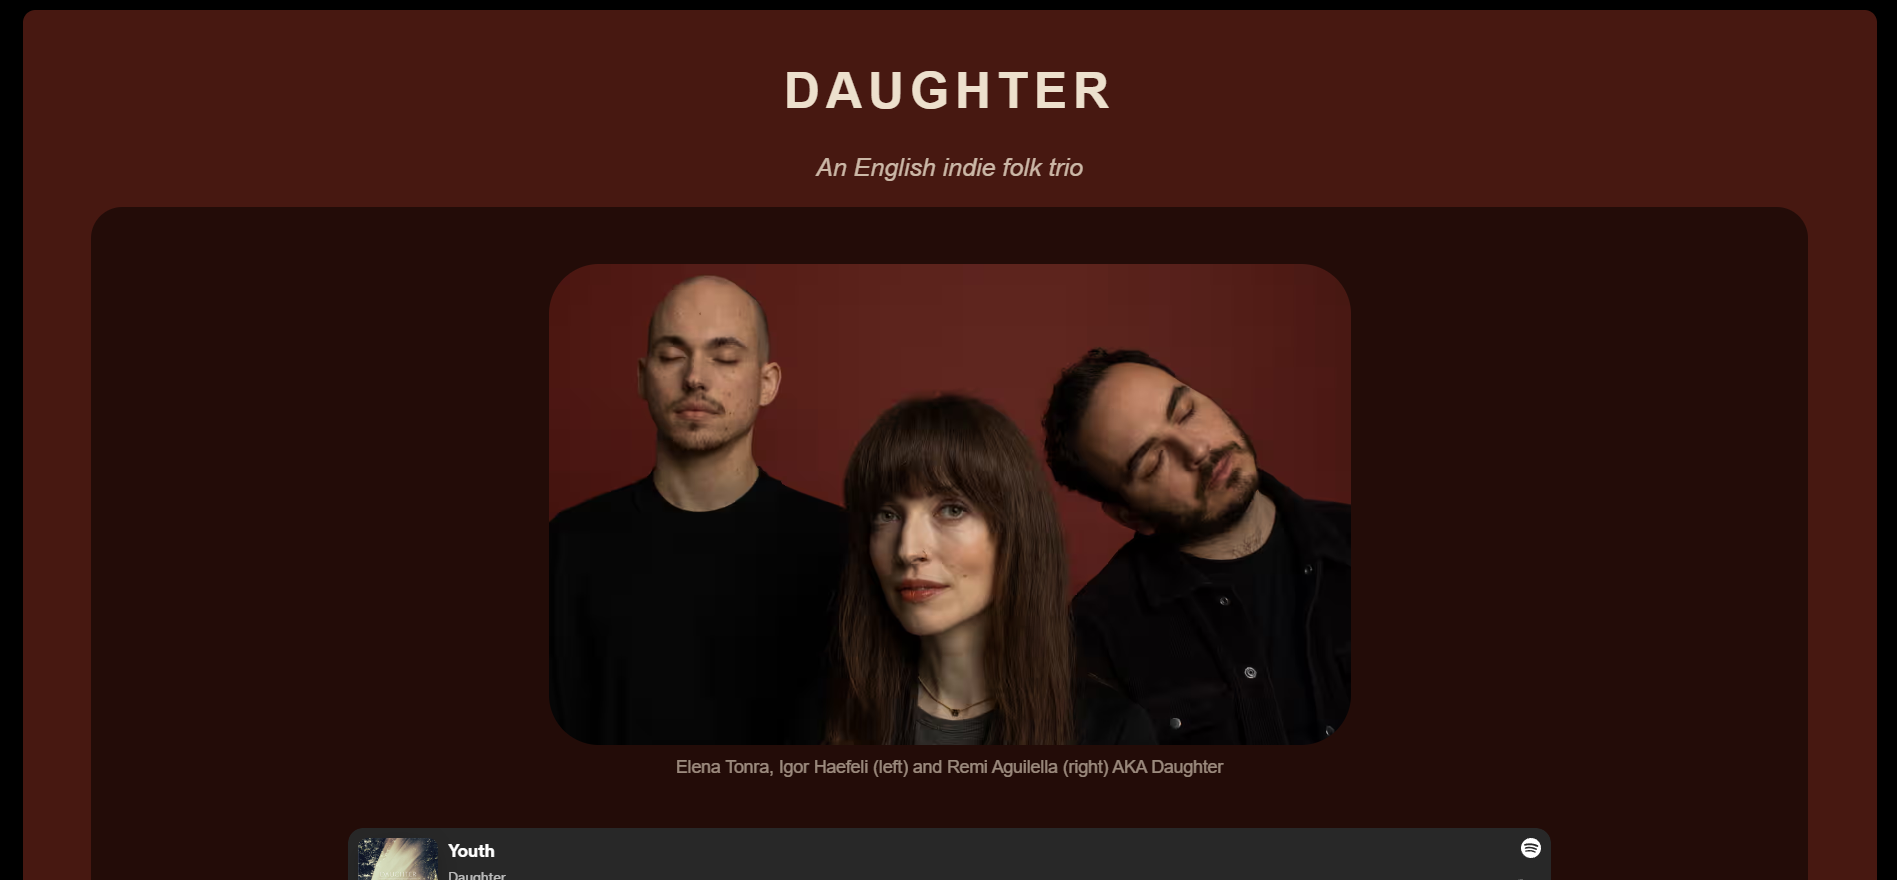 DAUGHTER
An English indie folk trio
Elena Tonra, Igor Haefeli (left) and Remi Aguilella (right) AKA Daughter
Youth
Daughter